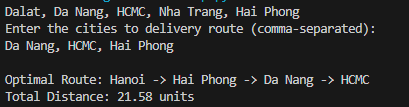 Dalat, Da Nang, HCMC, Nha Trang, Hai Phong
Enter the cities to delivery route (comma-separated):
Da Nang, HCMC, Hai Phong
Optimal Route: Hanoi -> Hai Phong -> Da Nang -> HCMC
Total Distance: 21.58 units